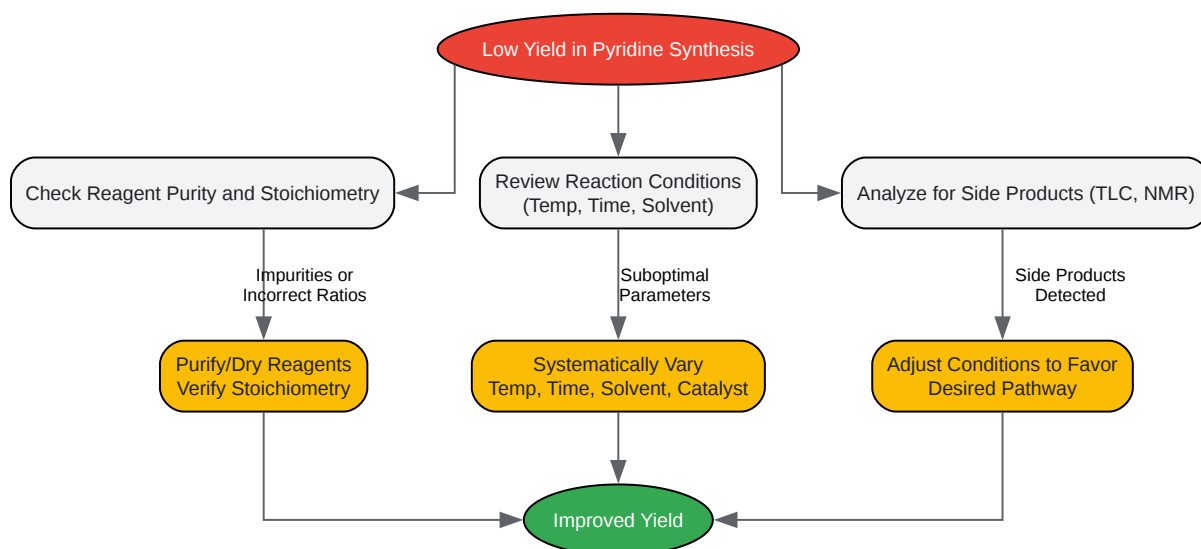 Low Yield in Pyridine Synthesis
Check Reagent Purity and Stoichiometry
Review Reaction Conditions
(Temp, Time, Solvent)
Analyze for Side Products (TLC, NMR)
Impurities or
Incorrect Ratios
Suboptimal
Parameters
Side Products
Detected
Purify/Dry Reagents
Verify Stoichiometry
Systematically Vary
Temp, Time, Solvent, Catalyst
Adjust Conditions to Favor
Desired Pathway
Improved Yield